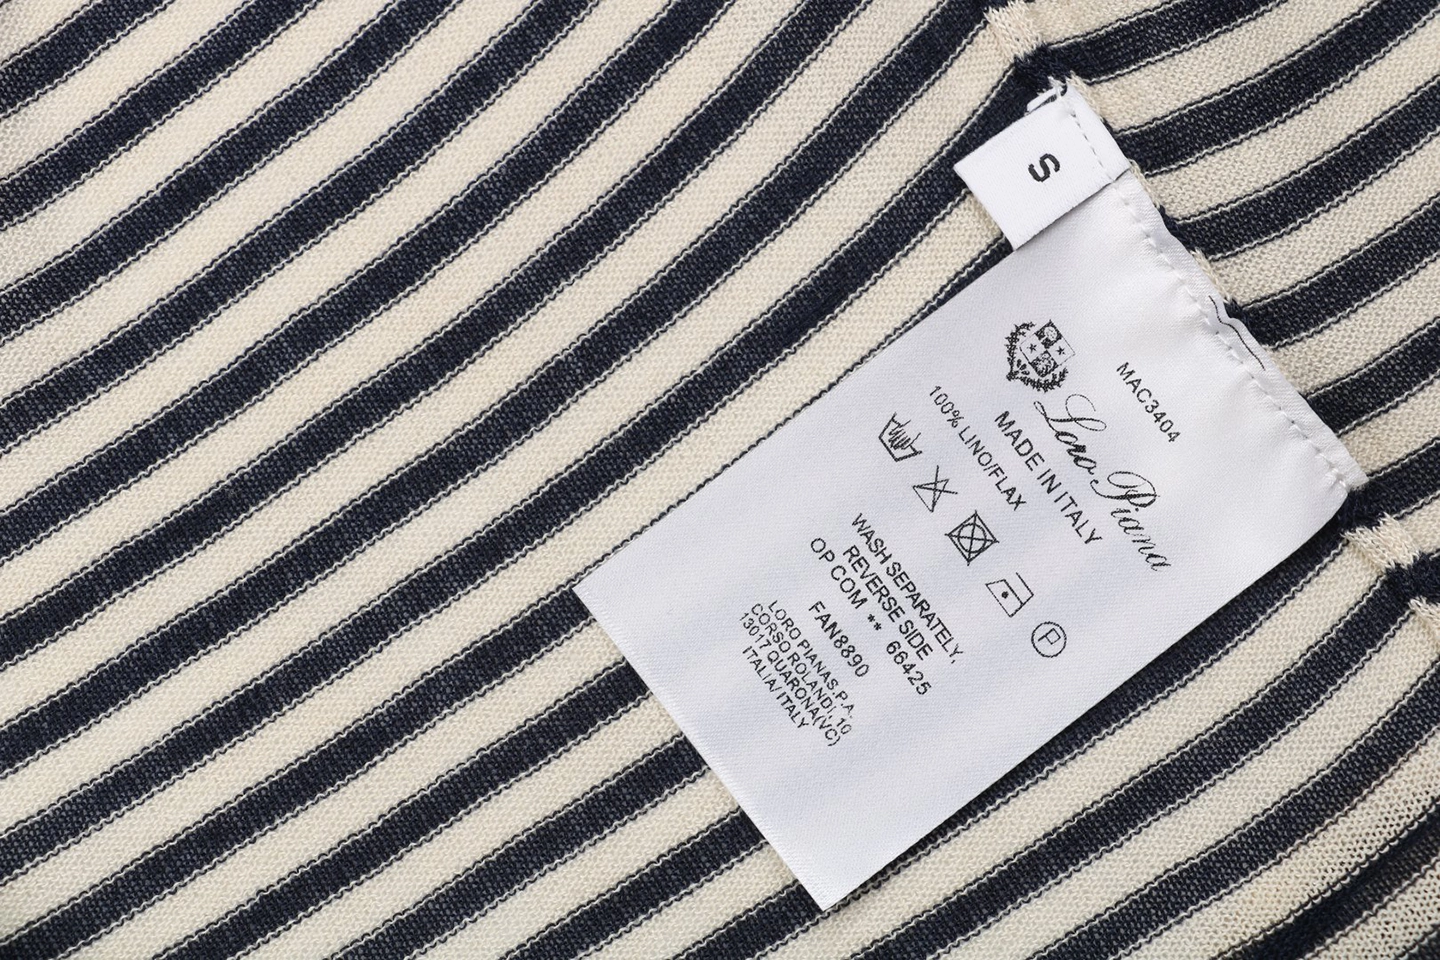 S
MAC3404
Loro Piana
MADE IN ITALY
100% LINO/FLAX
P
WASH SEPARATELY,
REVERSE SIDE
OP COM ** 66425
FAN8890
LORO PIANA S.P.A.
CORSO ROLANDI, 10
13017 QUARONA(VC)
ITALIA/ITALY